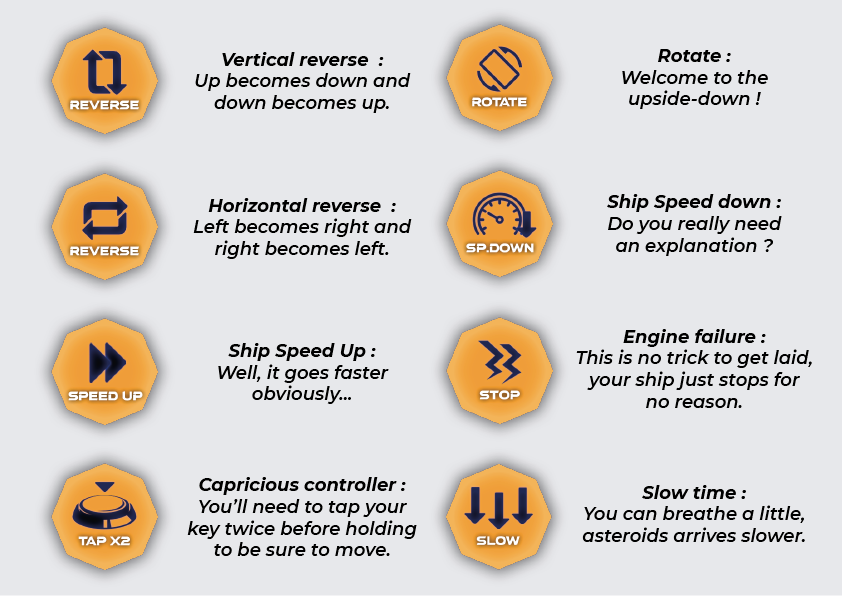 REVERSE
Vertical reverse  :
Up becomes down and
down becomes up.
ROTATE
Rotate :
Welcome to the
upside-down !
REVERSE
Horizontal reverse  :
Left becomes right and
right becomes left.
SP.DOWN
Ship Speed down :
Do you really need
an explanation ?
SPEED UP
Ship Speed Up :
Well, it goes faster
obviously...
STOP
Engine failure :
This is no trick to get laid,
your ship just stops for
no reason.
TAP X2
Capricious controller :
You'll need to tap your
key twice before holding
to be sure to move.
SLOW
Slow time :
You can breathe a little,
asteroids arrives slower.